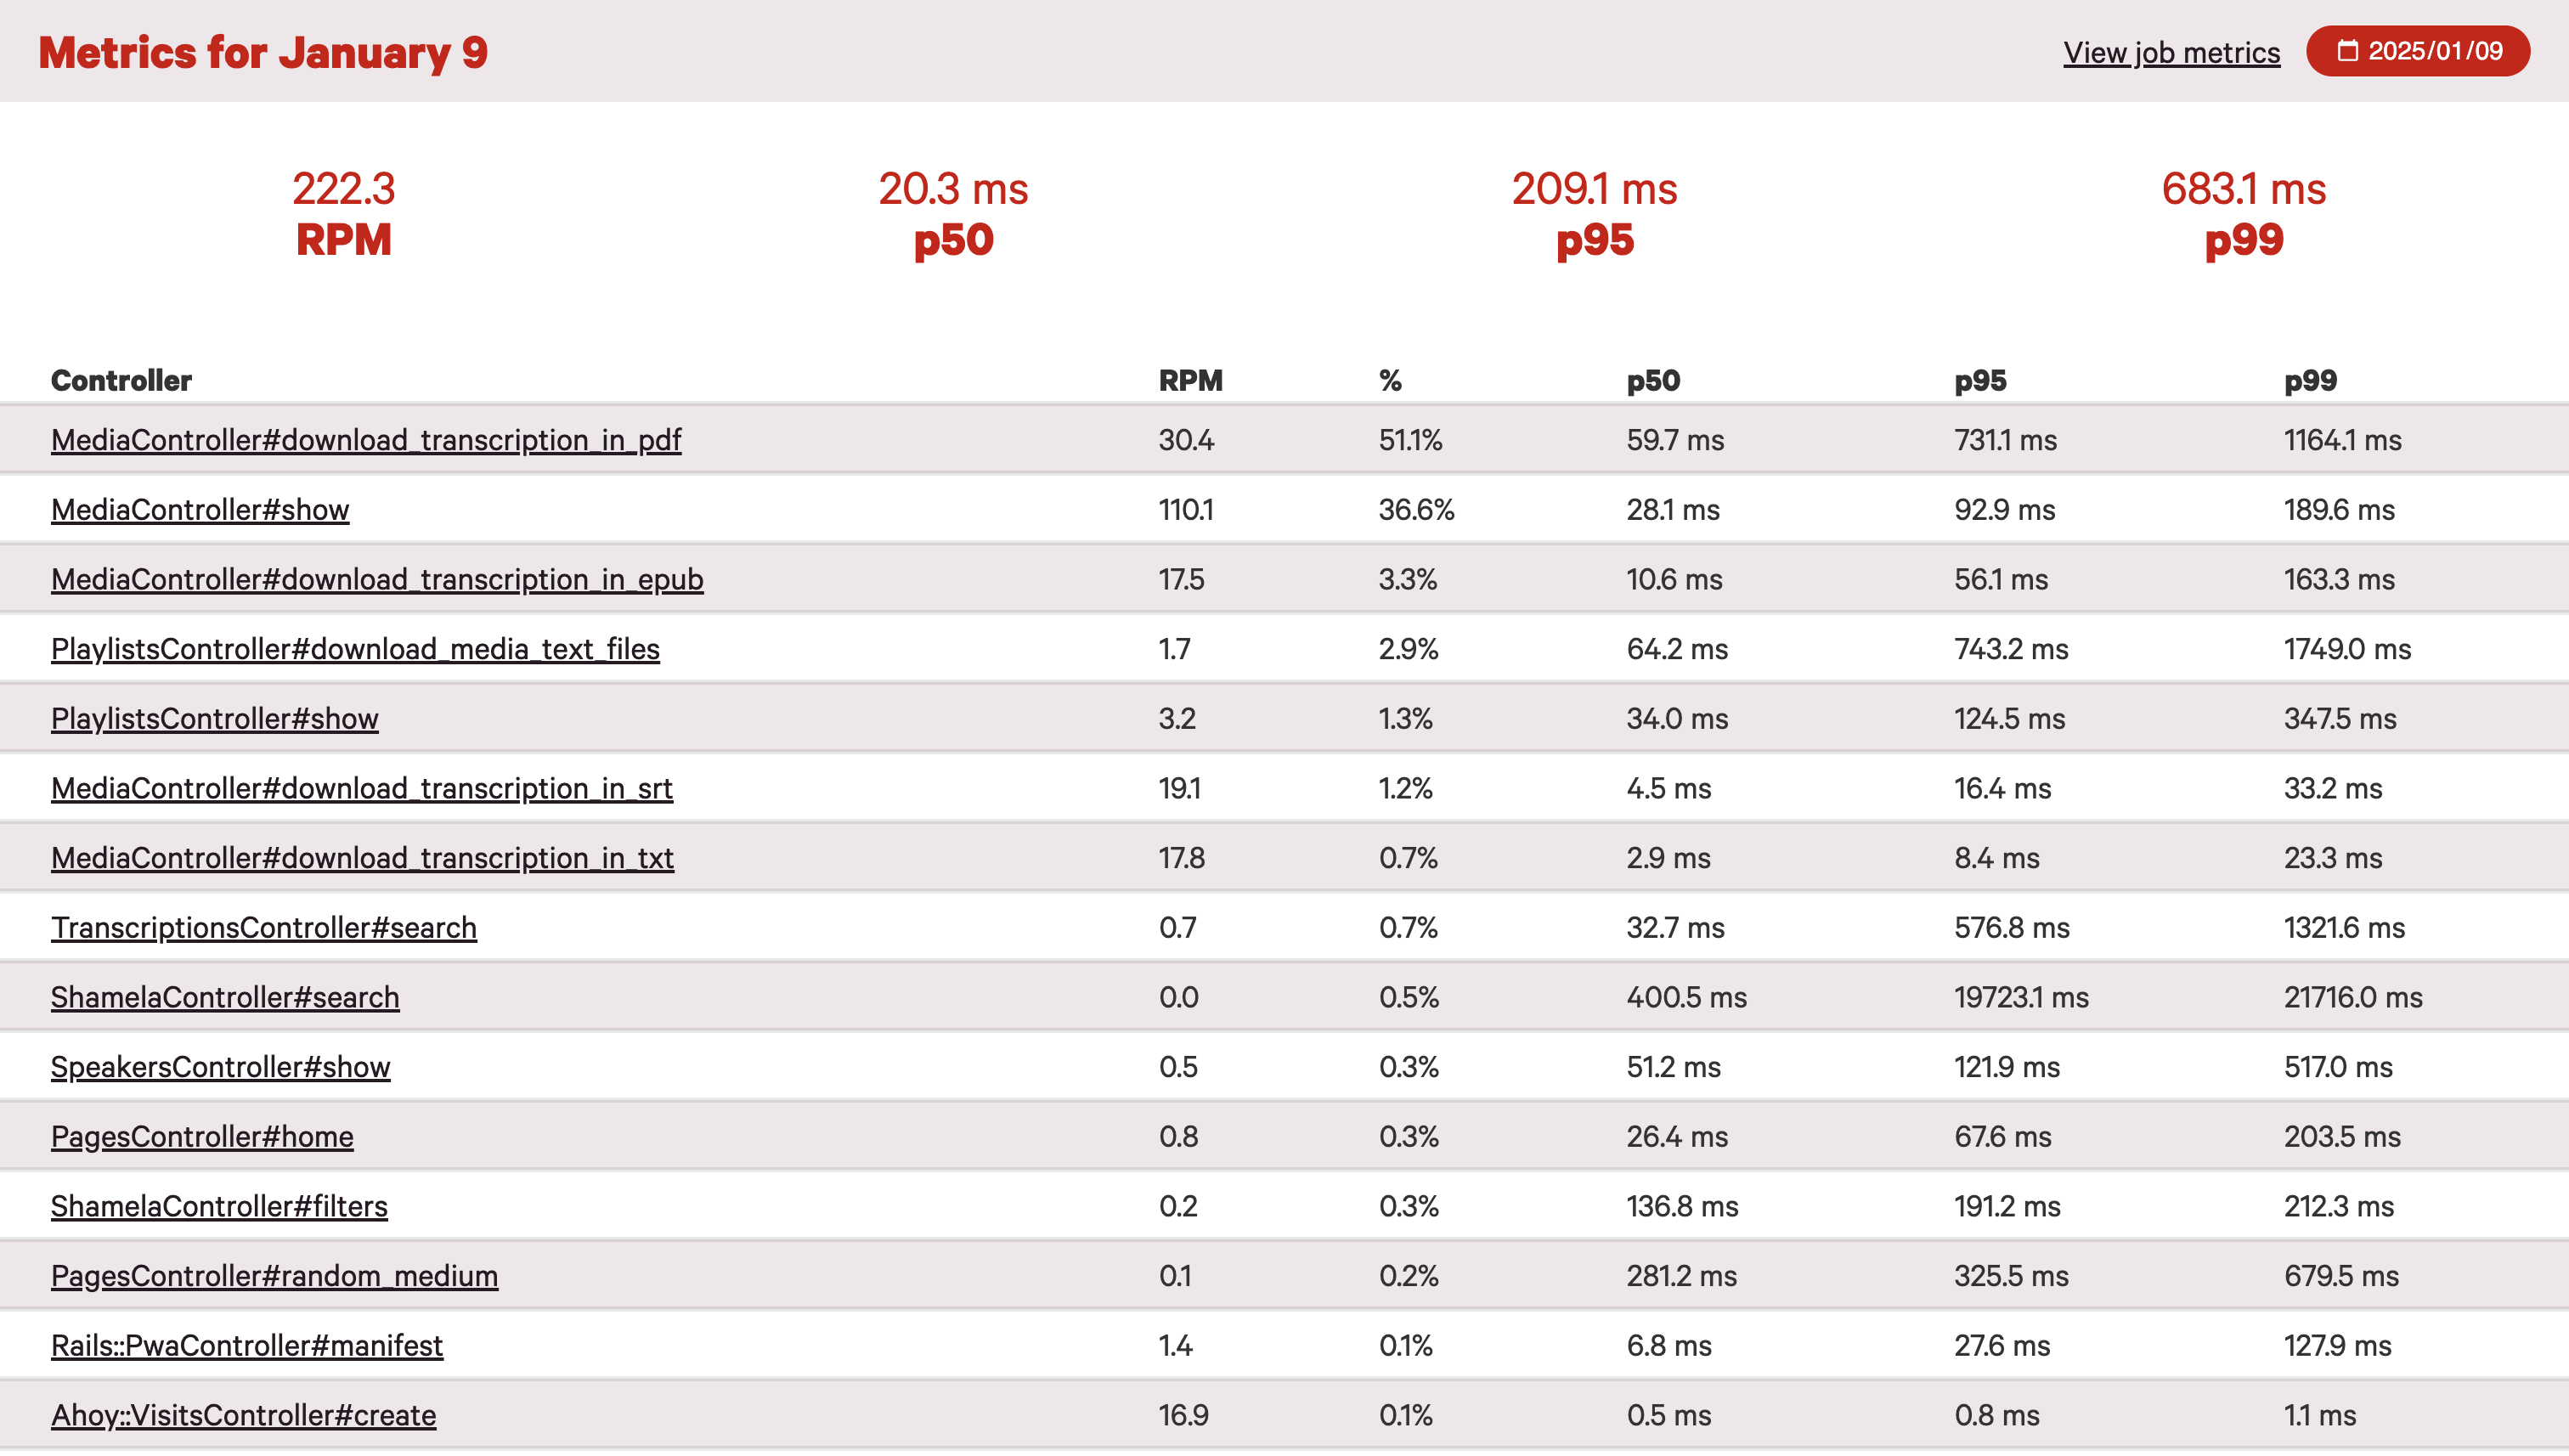 Metrics for January 9
View job metrics 2025/01/09
222.3 20.3 ms 209.1 ms 683.1 ms
RPM p50 p95 p99
Controller RPM % p50 p95 p99
MediaController#download_transcription_in_pdf 30.4 51.1% 59.7 ms 731.1 ms 1164.1 ms
MediaController#show 110.1 36.6% 28.1 ms 92.9 ms 189.6 ms
MediaController#download_transcription_in_epub 17.5 3.3% 10.6 ms 56.1 ms 163.3 ms
PlaylistsController#download_media_text_files 1.7 2.9% 64.2 ms 743.2 ms 1749.0 ms
PlaylistsController#show 3.2 1.3% 34.0 ms 124.5 ms 347.5 ms
MediaController#download_transcription_in_srt 19.1 1.2% 4.5 ms 16.4 ms 33.2 ms
MediaController#download_transcription_in_txt 17.8 0.7% 2.9 ms 8.4 ms 23.3 ms
TranscriptionsController#search 0.7 0.7% 32.7 ms 576.8 ms 1321.6 ms
ShamelaController#search 0.0 0.5% 400.5 ms 19723.1 ms 21716.0 ms
SpeakersController#show 0.5 0.3% 51.2 ms 121.9 ms 517.0 ms
PagesController#home 0.8 0.3% 26.4 ms 67.6 ms 203.5 ms
ShamelaController#filters 0.2 0.3% 136.8 ms 191.2 ms 212.3 ms
PagesController#random_medium 0.1 0.2% 281.2 ms 325.5 ms 679.5 ms
Rails::PwaController#manifest 1.4 0.1% 6.8 ms 27.6 ms 127.9 ms
Ahoy::VisitsController#create 16.9 0.1% 0.5 ms 0.8 ms 1.1 ms